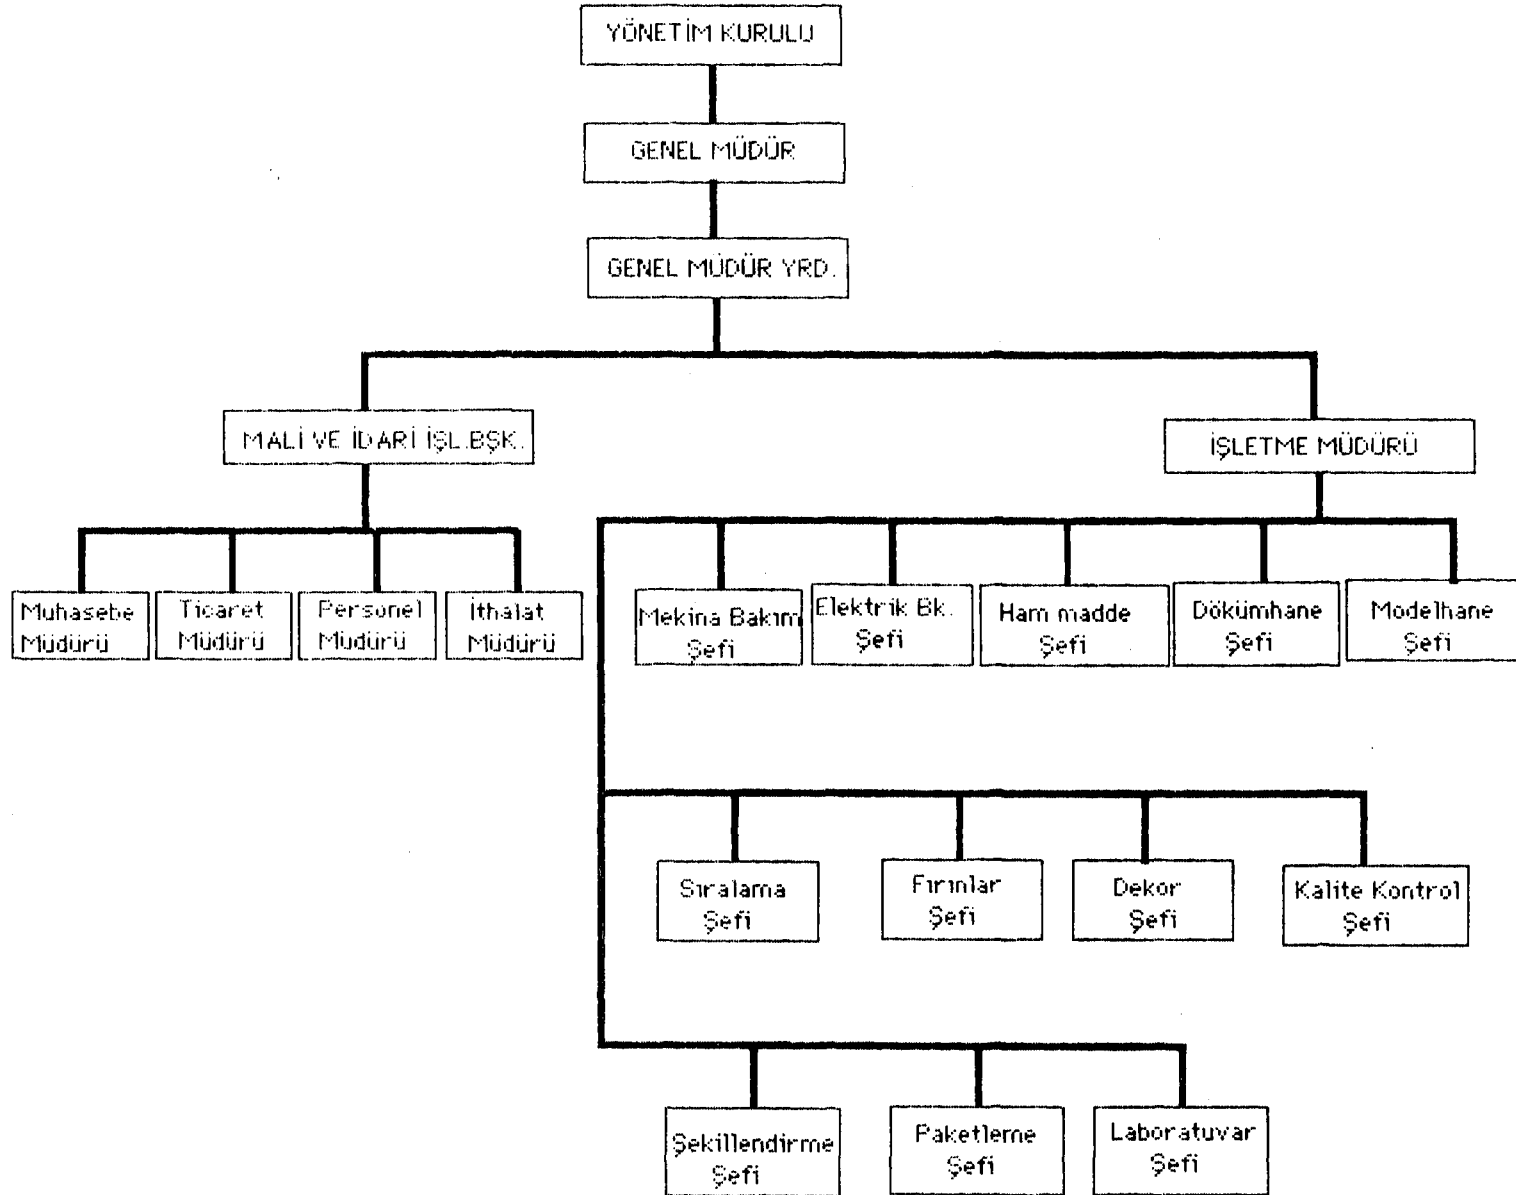 YÖNETİM KURULU
GENEL MÜDÜR
GENEL MÜDÜR YRD.
MALİ VE İDARİ İŞL.BŞK.
İŞLETME MÜDÜRÜ
Muhasebe
Müdürü
Ticaret
Müdürü
Personel
Müdürü
İthalat
Müdürü
Mekina Bakım
Şefi
Elektrik Bk.
Şefi
Ham madde
Şefi
Dökümhane
Şefi
Modelhane
Şefi
Sıralama
Şefi
Fırınlar
Şefi
Dekor
Şefi
Kalite Kontrol
Şefi
Şekillendirme
Şefi
Paketleme
Şefi
Laboratuvar
Şefi